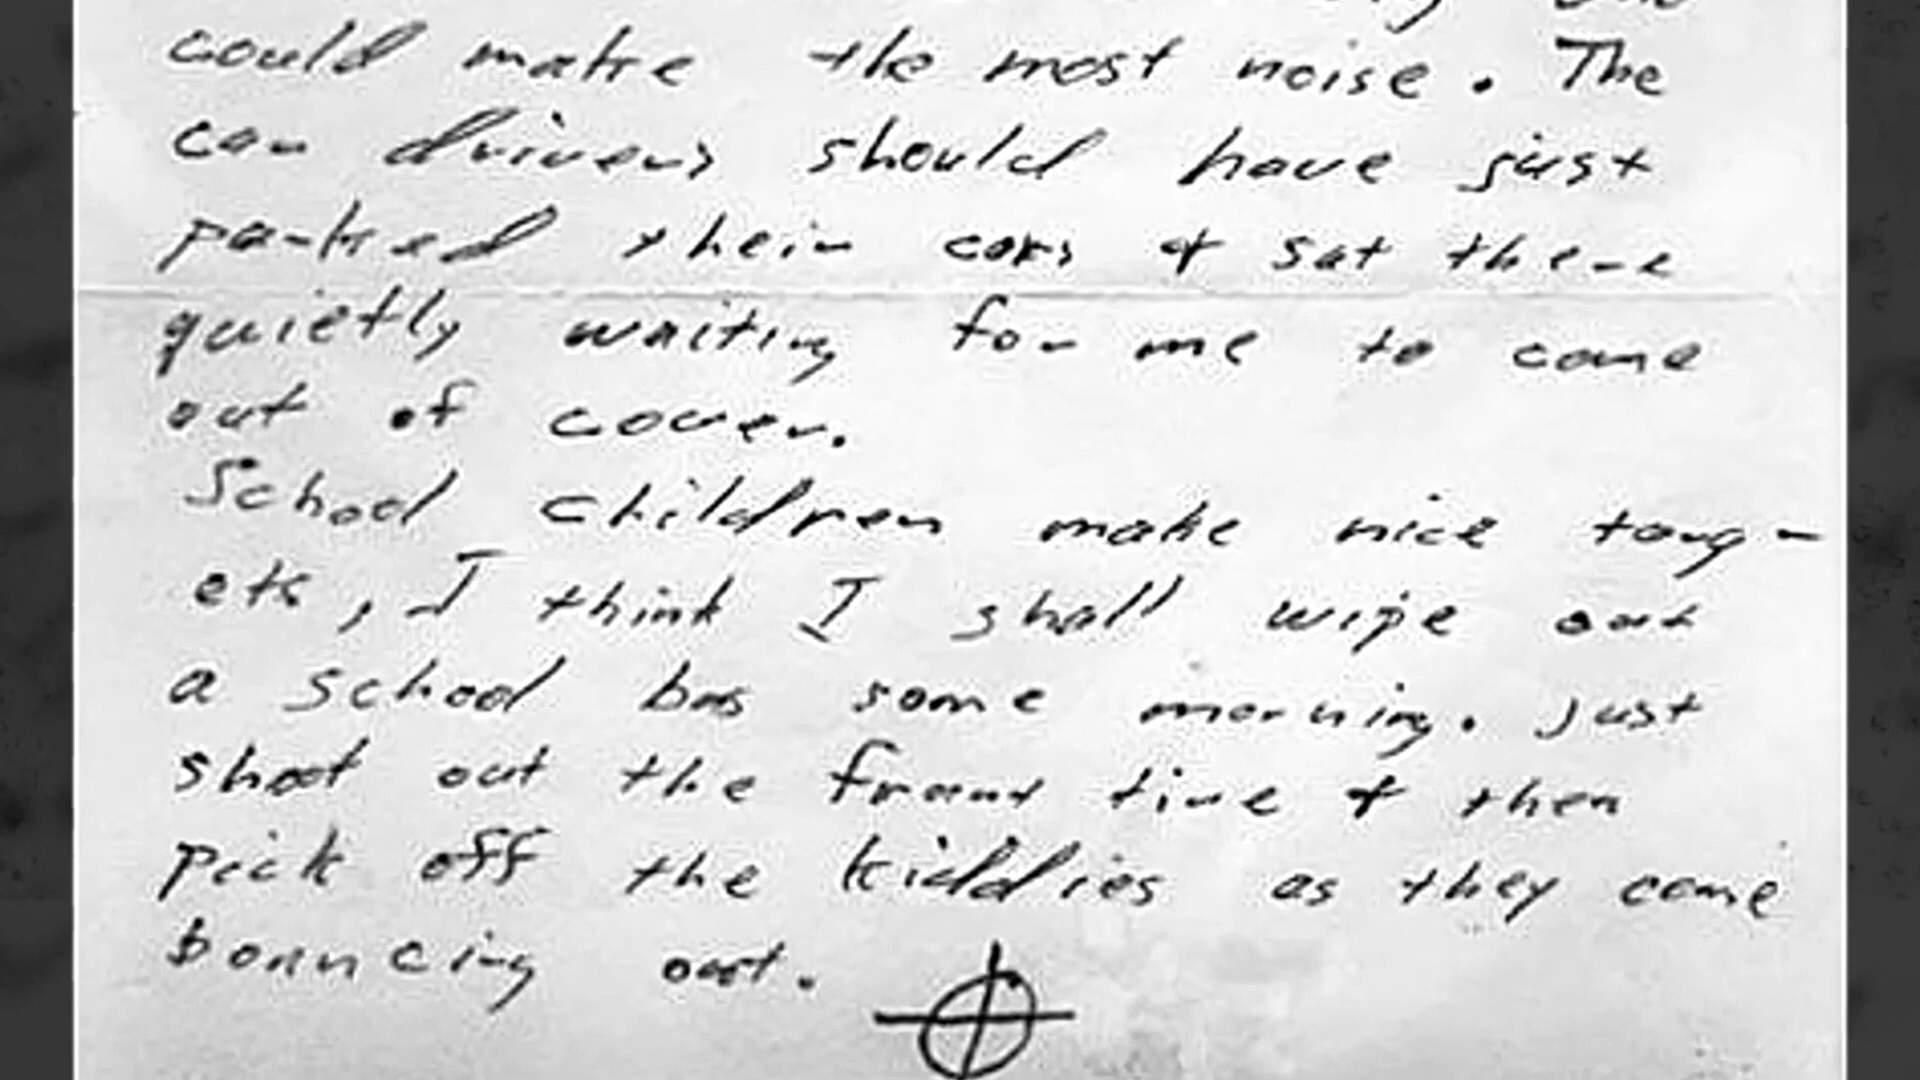 could make the most noise. The
car drivers should have just
parked their cars & sat there
quietly waiting for me to come
out of cover.
School children make nice targ-
ets, I think I shall wipe out
a school bus some morning. Just
shoot out the front tire & then
pick off the kiddies as they come
bouncing out.